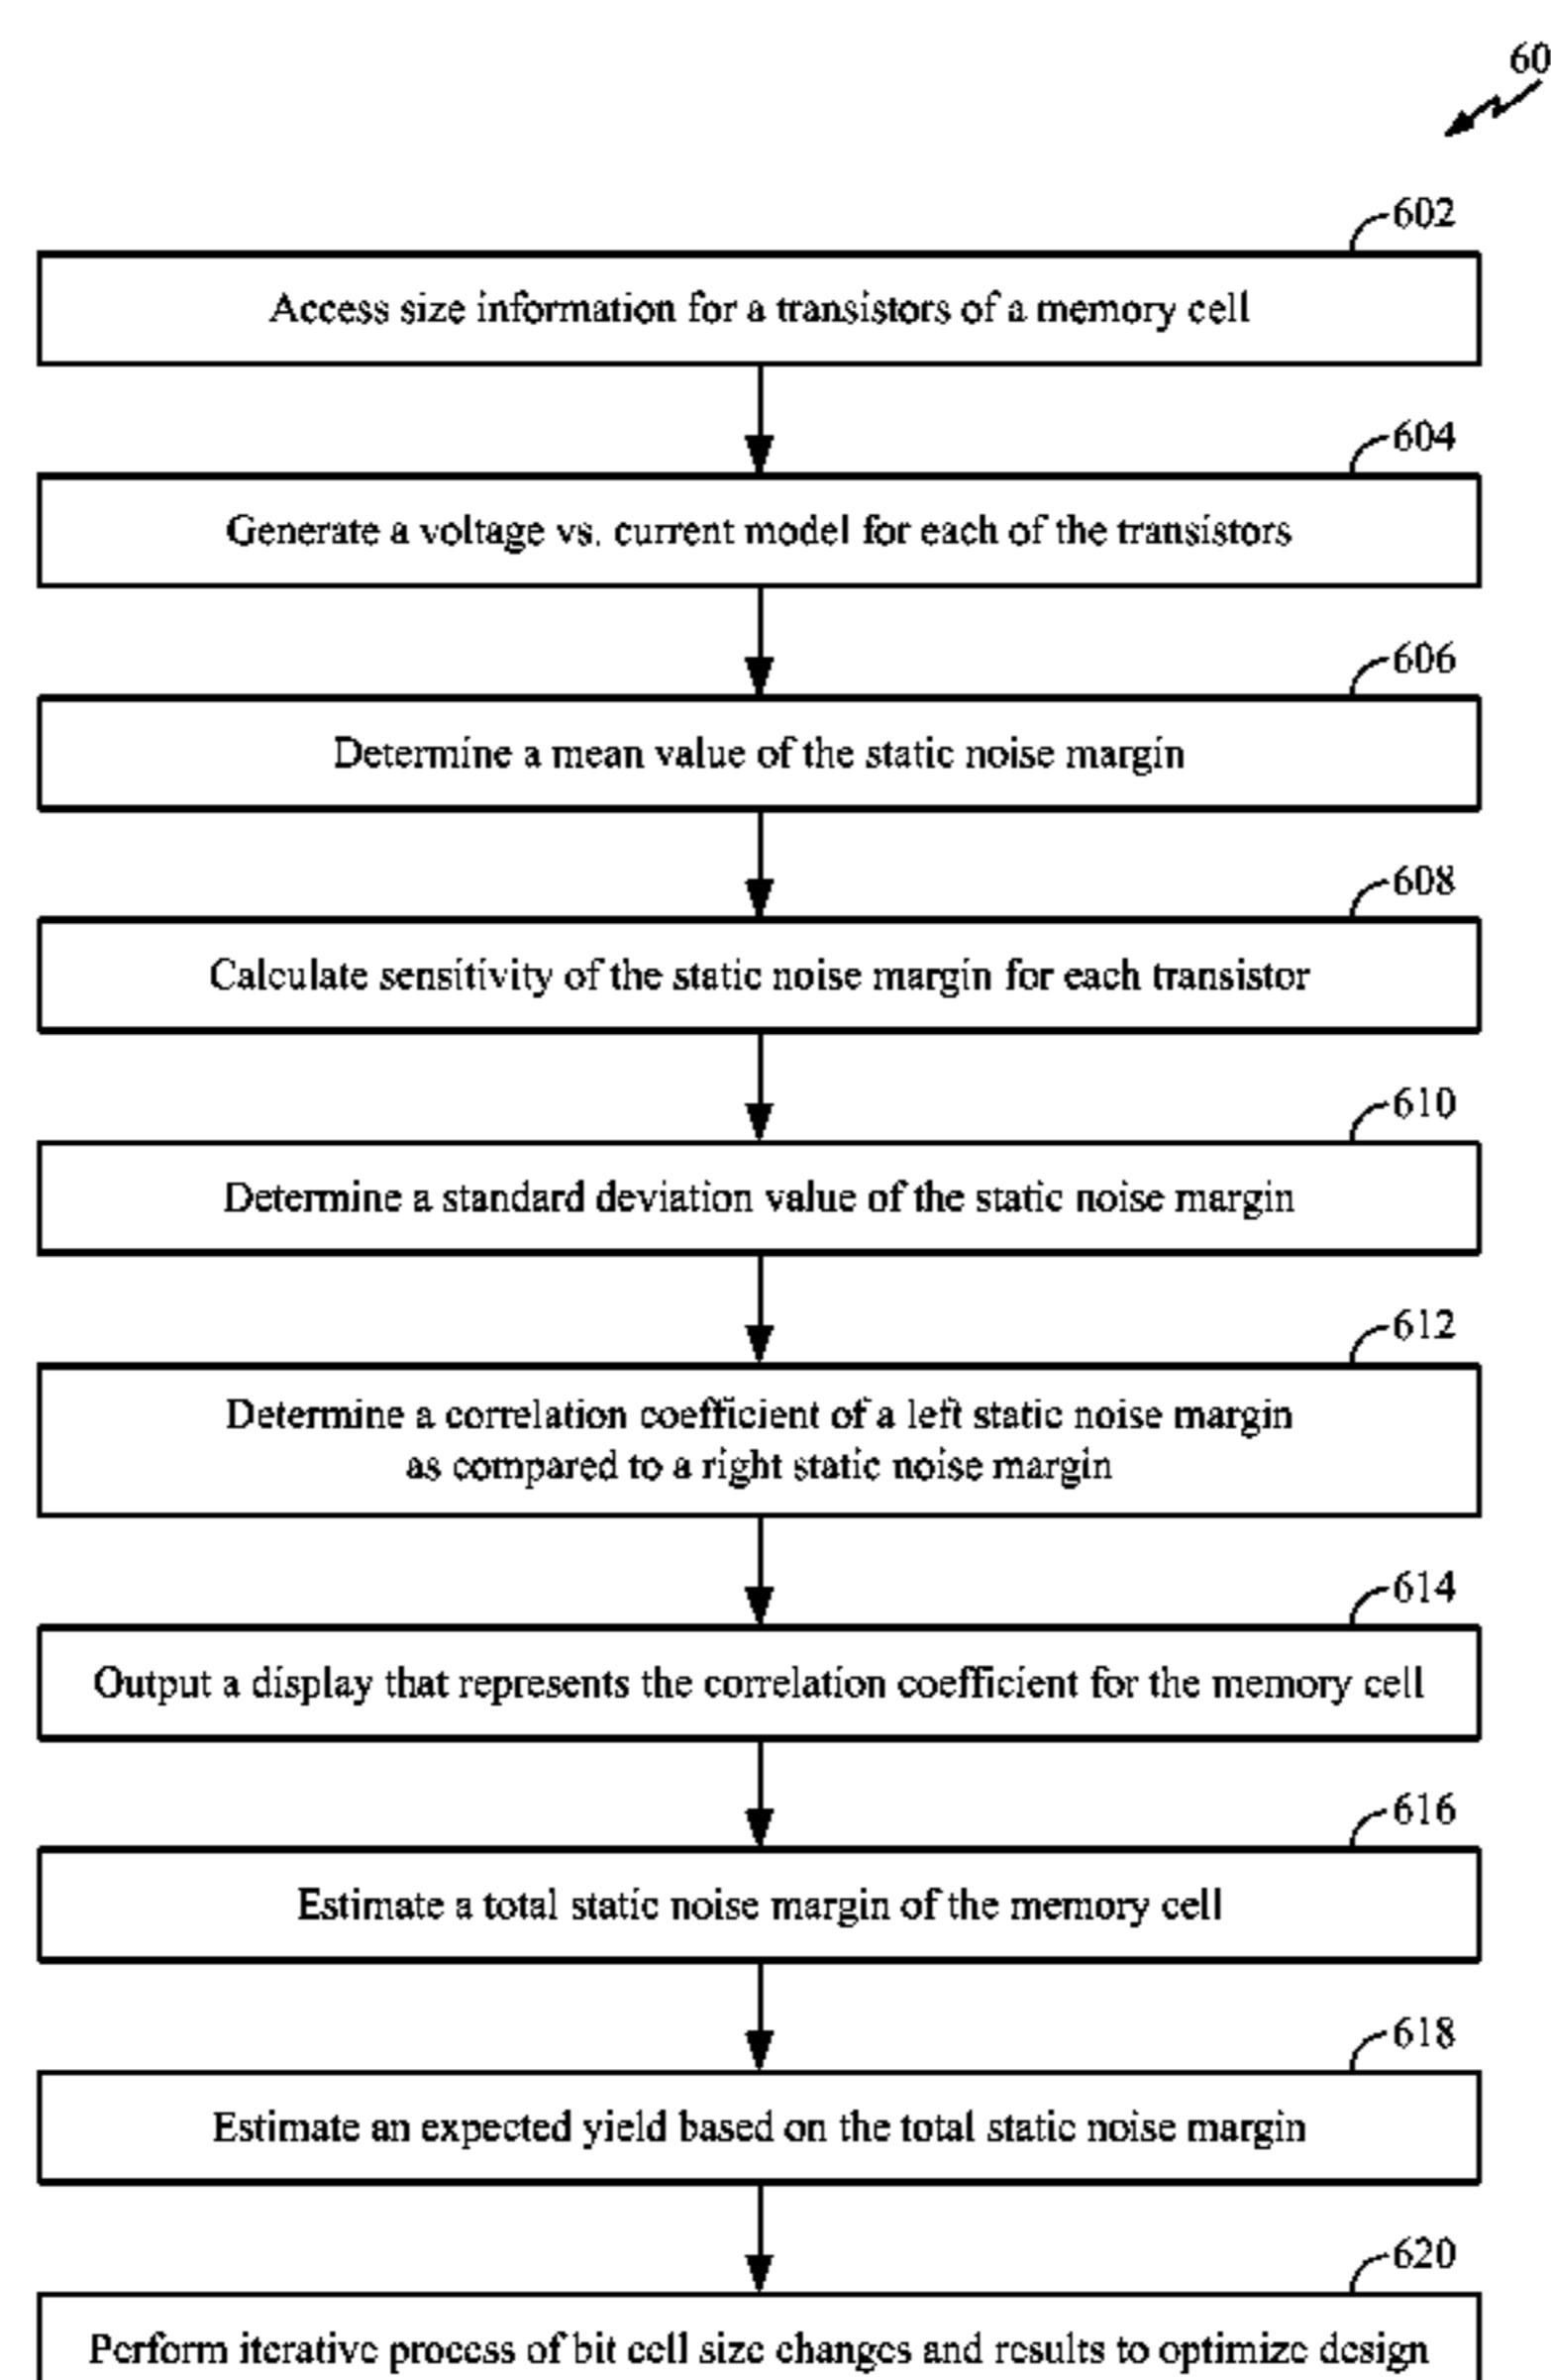 60
602
Access size information for a transistors of a memory cell
604
Generate a voltage vs. current model for each of the transistors
606
Determine a mean value of the static noise margin
608
Calculate sensitivity of the static noise margin for each transistor
610
Determine a standard deviation value of the static noise margin
612
Determine a correlation coefficient of a left static noise margin
as compared to a right static noise margin
614
Output a display that represents the correlation coefficient for the memory cell
616
Estimate a total static noise margin of the memory cell
618
Estimate an expected yield based on the total static noise margin
620
Perform iterative process of bit cell size changes and results to optimize design